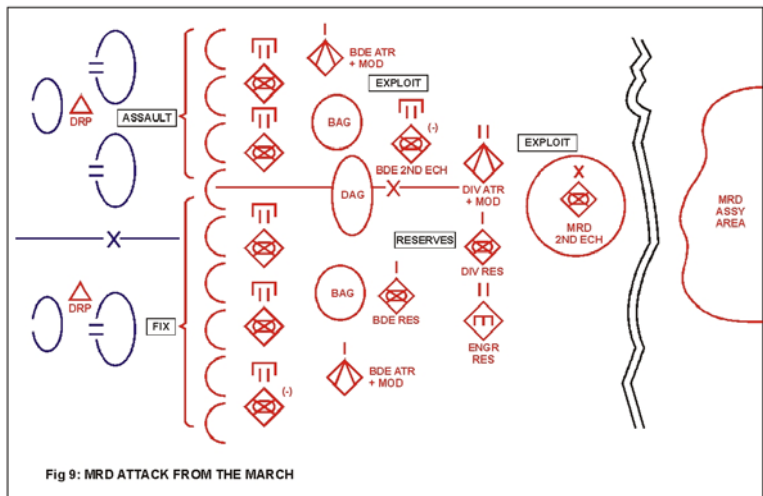 BDE ATR
+ MOD
EXPLOIT
DRP
ASSAULT
BAG
(-)
BDE 2ND ECH
EXPLOIT
DAG
X
DIV ATR
+ MOD
X
MRD
2ND ECH
MRD
ASSY
AREA
X
RESERVES
DIV RES
DRP
FIX
BAG
BDE RES
ENGR
RES
(-)
BDE ATR
+ MOD
Fig 9: MRD ATTACK FROM THE MARCH